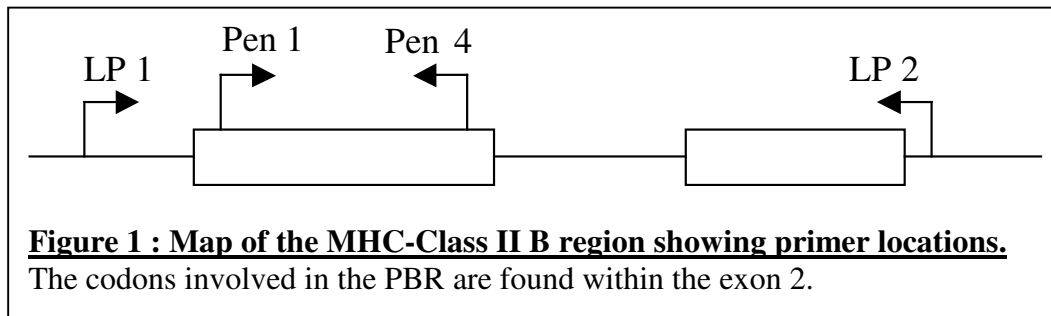 Pen 1
Pen 4
LP 1
LP 2
Figure 1 : Map of the MHC-Class II B region showing primer locations.
The codons involved in the PBR are found within the exon 2.